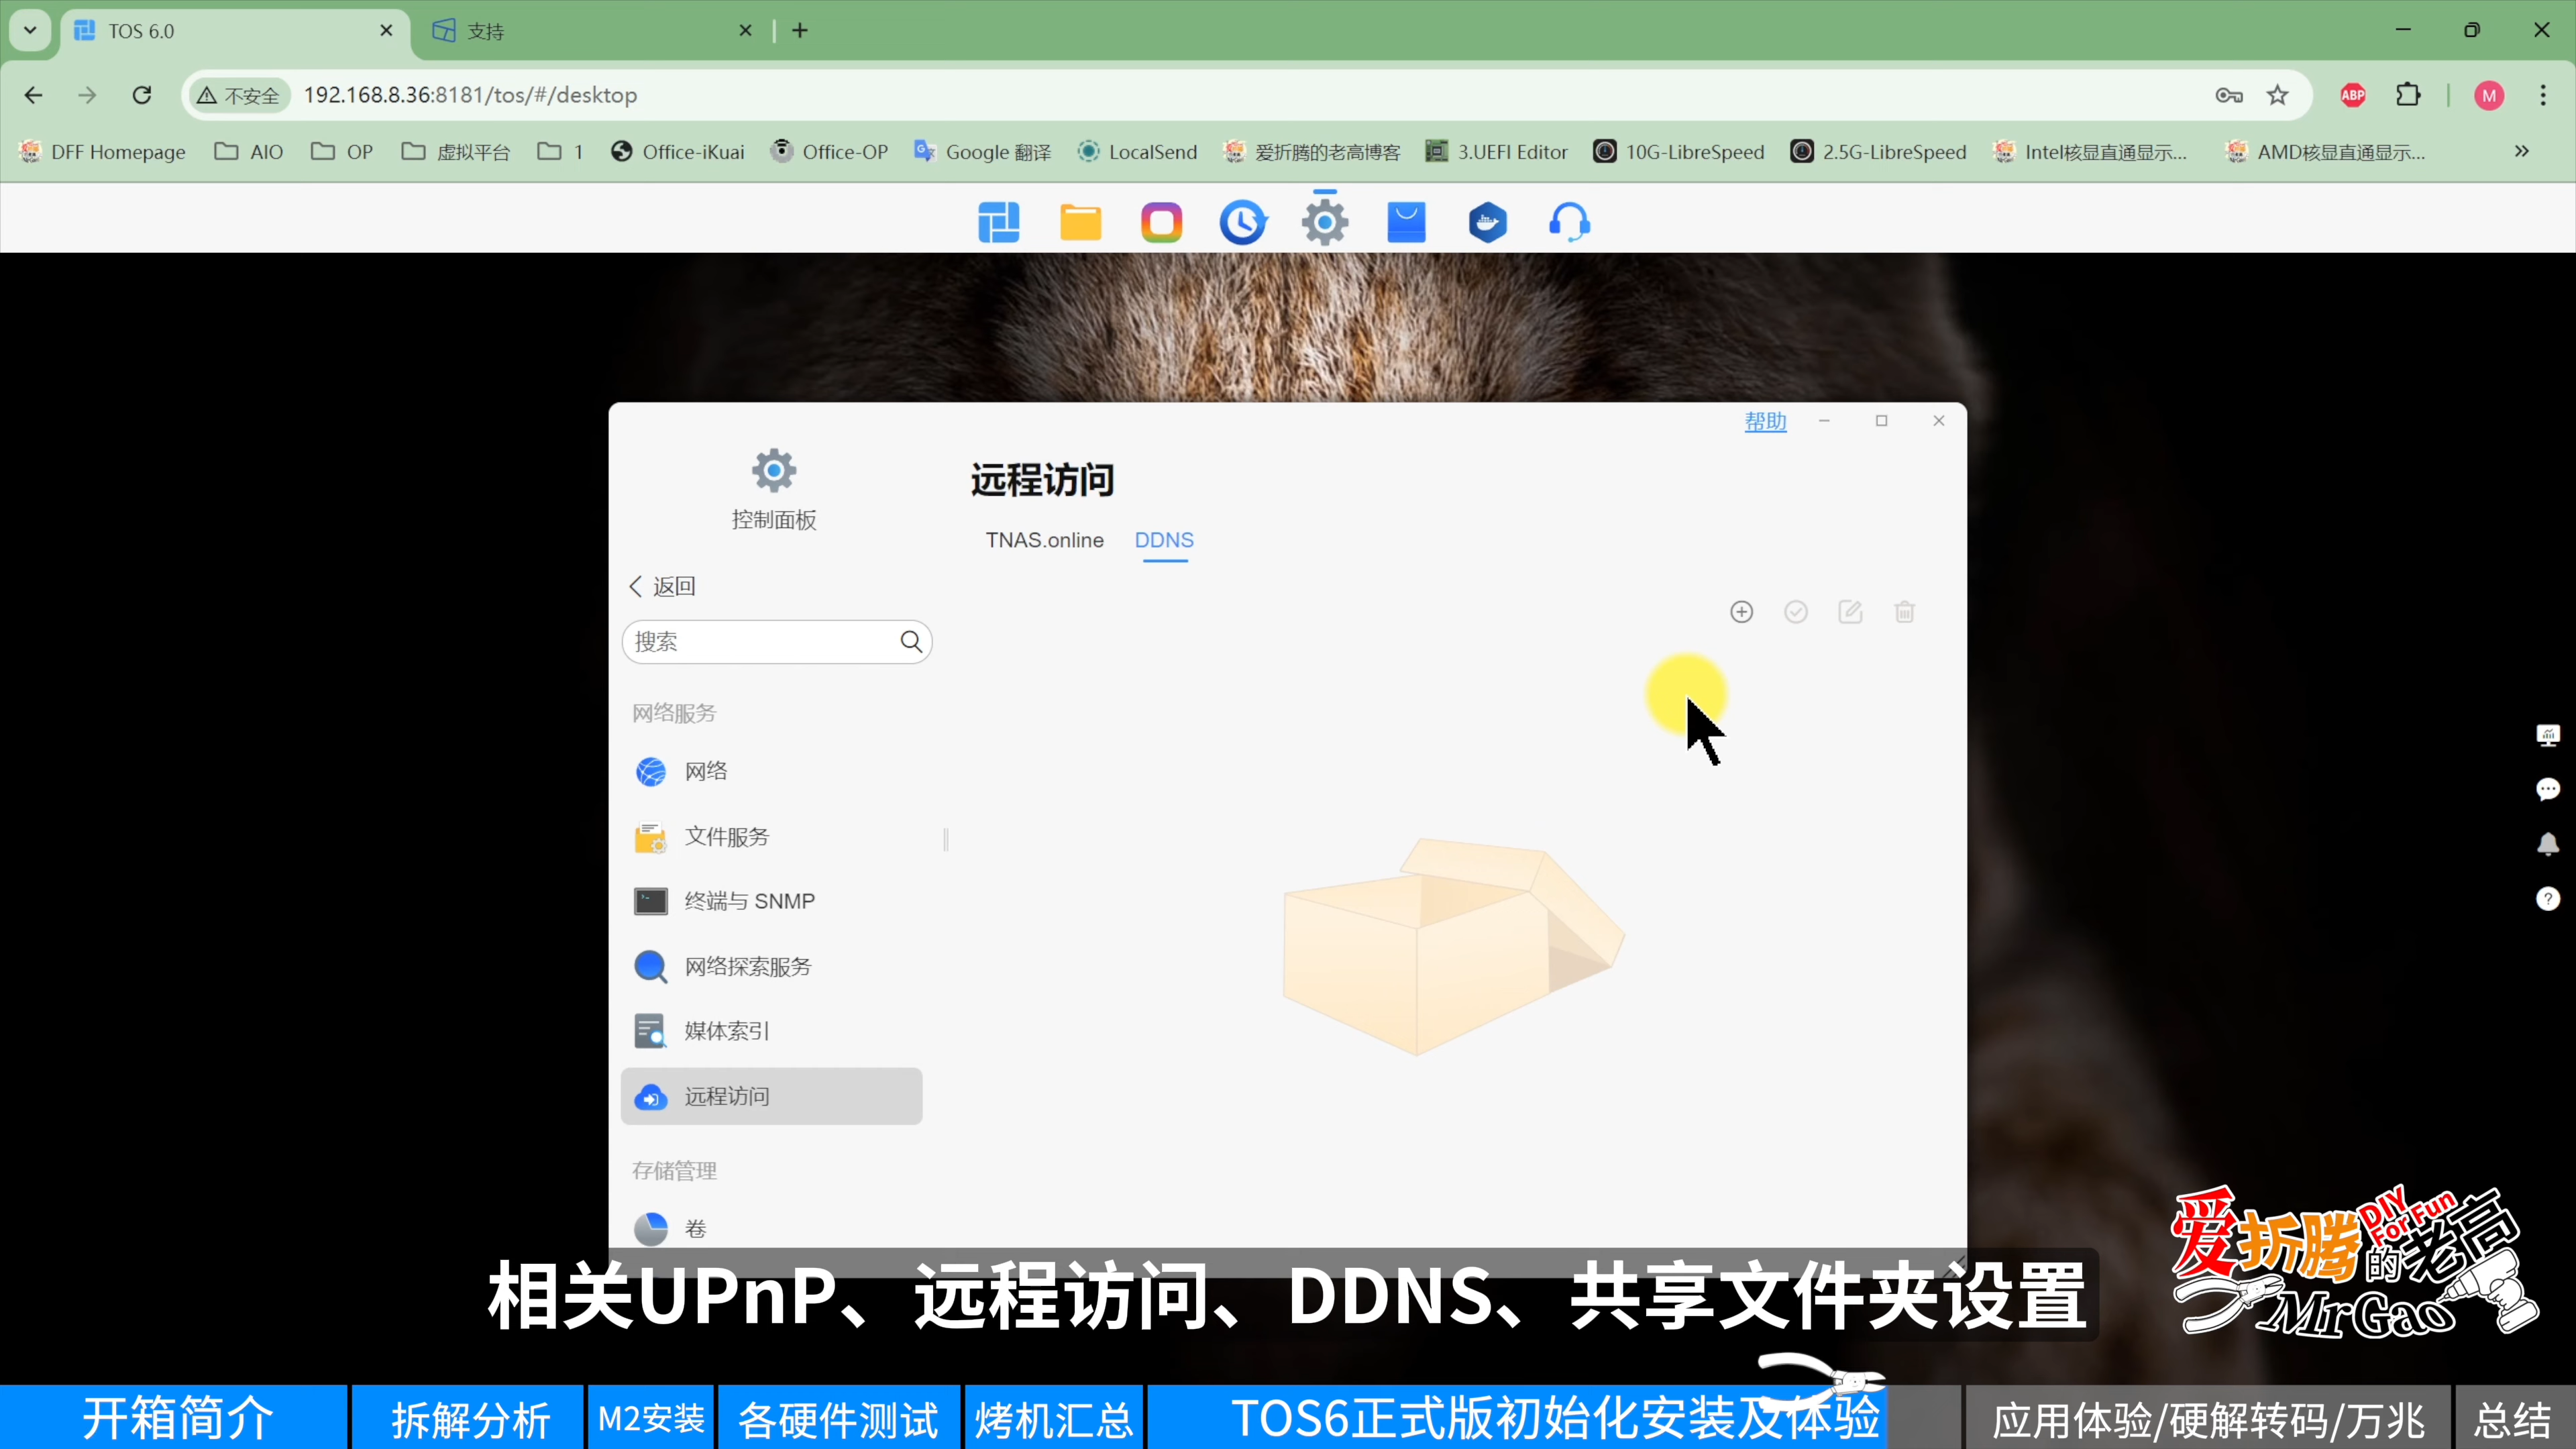 TOS 6.0
支持
不安全
192.168.8.36:8181/tos/#/desktop
ABP
M
DFF Homepage
AIO
OP
虚拟平台
1
Office-iKuai
Office-OP
Google 翻译
LocalSend
爱折腾的老高博客
3.UEFI Editor
10G-LibreSpeed
2.5G-LibreSpeed
Intel核显直通显示...
AMD核显直通显示...
帮助
控制面板
远程访问
TNAS.online
DDNS
返回
搜索
网络服务
网络
文件服务
终端与 SNMP
网络探索服务
媒体索引
远程访问
存储管理
卷
相关UPnP、远程访问、DDNS、共享文件夹设置
爱折腾的老高
DIY
For Fun
MrGao
开箱简介
拆解分析
M2安装
各硬件测试
烤机汇总
TOS6正式版初始化安装及体验
应用体验/硬解转码/万兆
总结